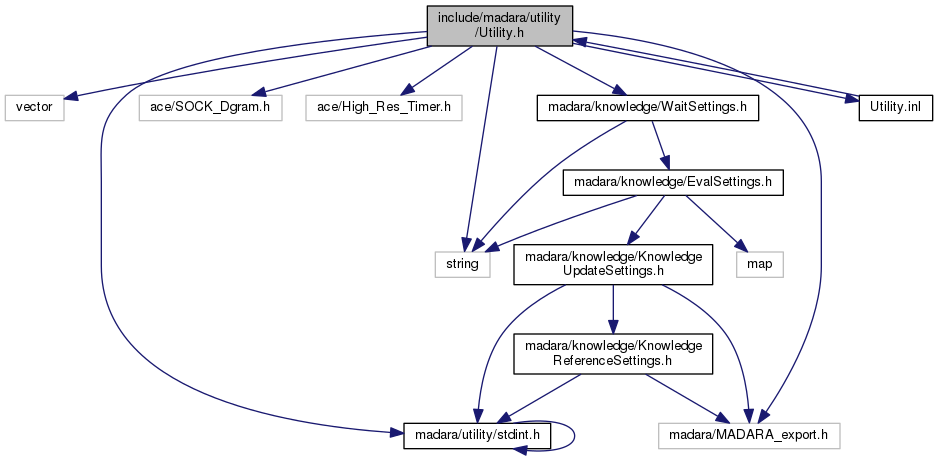 include/madara/utility
/Utility.h
vector
ace/SOCK_Dgram.h
ace/High_Res_Timer.h
madara/knowledge/WaitSettings.h
Utility.inl
madara/knowledge/EvalSettings.h
string
madara/knowledge/Knowledge
UpdateSettings.h
map
madara/knowledge/Knowledge
ReferenceSettings.h
madara/utility/stdint.h
madara/MADARA_export.h